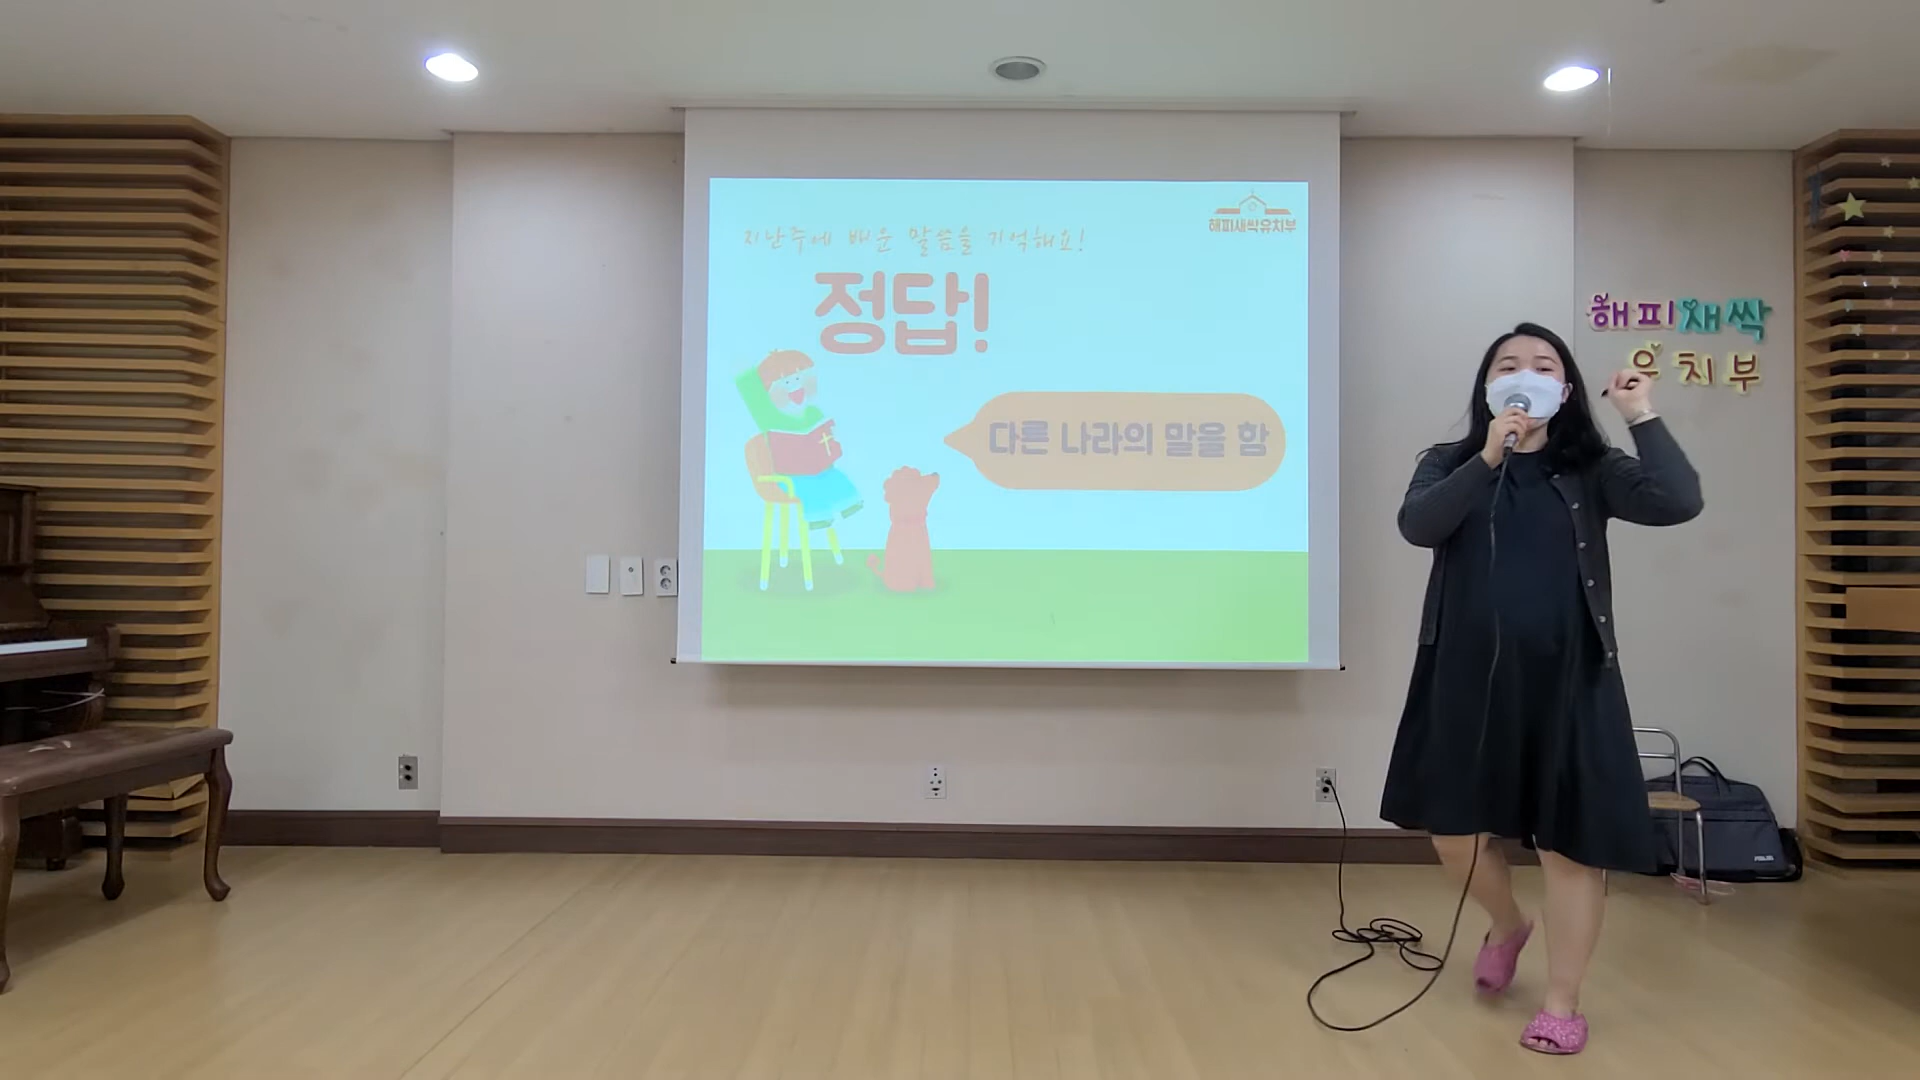 지난주에 배운 말씀을 기억해요!
해피새싹유치부
정답!
다른 나라의 말을 함
해피새싹
유치부
ASUS